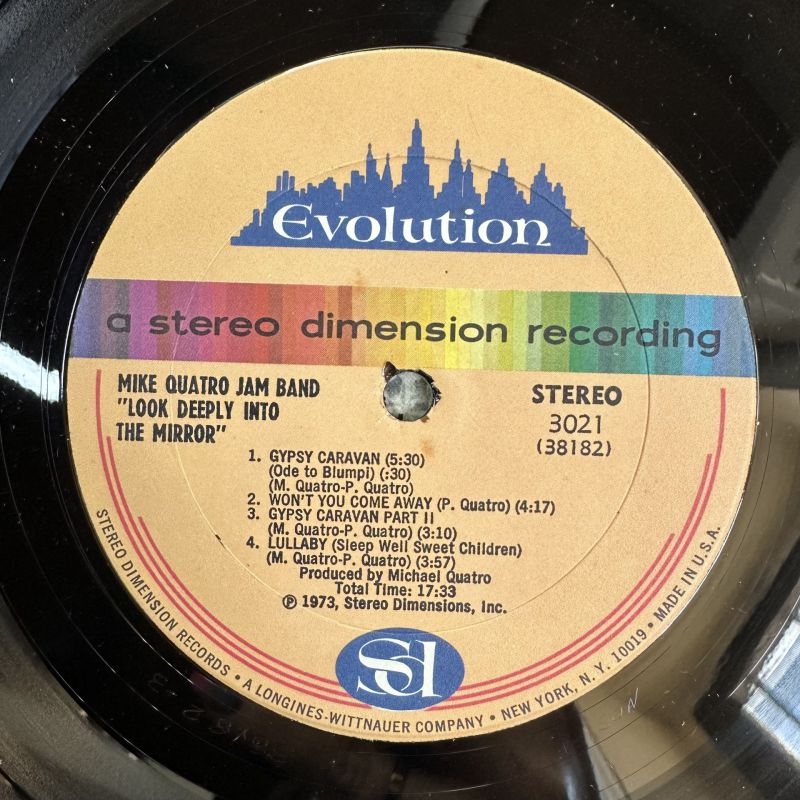 Evolution
a stereo dimension recording
MIKE QUATRO JAM BAND
"LOOK DEEPLY INTO
THE MIRROR"
STEREO
3021
(38182)
1. GYPSY CARAVAN (5:30)
(Ode to Blumpi) (:30)
(M. Quatro-P. Quatro)
2. WON'T YOU COME AWAY (P. Quatro) (4:17)
3. GYPSY CARAVAN PART II
(M. Quatro-P. Quatro) (3:10)
4. LULLABY (Sleep Well Sweet Children)
(M. Quatro-P. Quatro) (3:57)
Produced by Michael Quatro
Total Time: 17:33
℗ 1973, Stereo Dimensions, Inc.
sd
STEREO DIMENSION RECORDS • A LONGINES-WITTNAUER COMPANY • NEW YORK, N.Y. 10019 • MADE IN U.S.A.